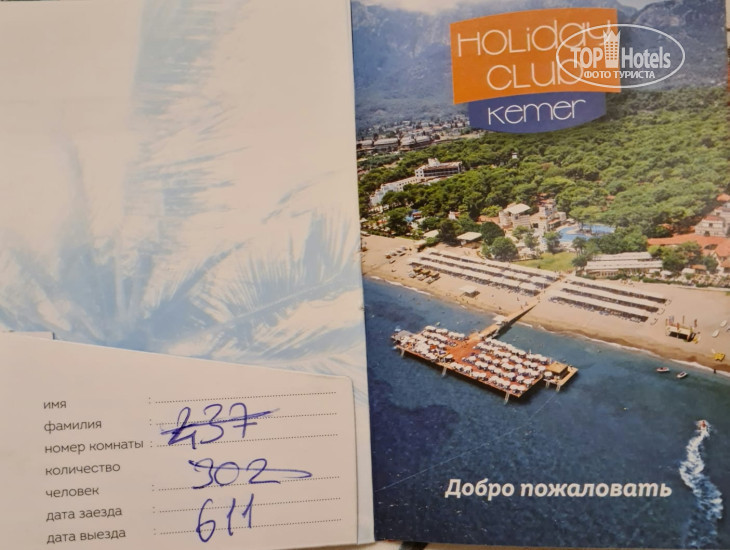 HOLiday
CLUB
Kemer
TOP Hotels
ФОТО ТУРИСТА
имя
фамилия
237
номер комнаты
количество
302
человек
дата заезда
611
дата выезда
Добро пожаловать